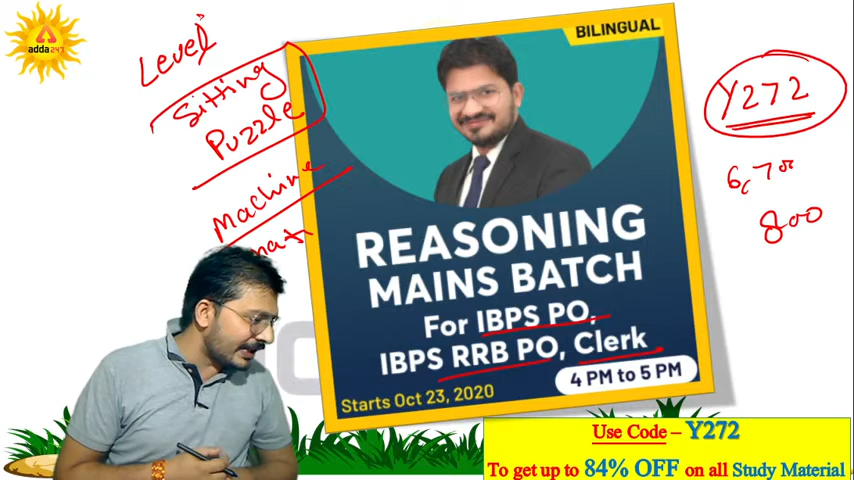 adda 247
Level
Sitting
Puzzle
Machine
BILINGUAL
REASONING
MAINS BATCH
For IBPS PO,
IBPS RRB PO, Clerk
4 PM to 5 PM
Starts Oct 23, 2020
Y272
800
Use Code – Y272
To get up to 84% OFF on all Study Material